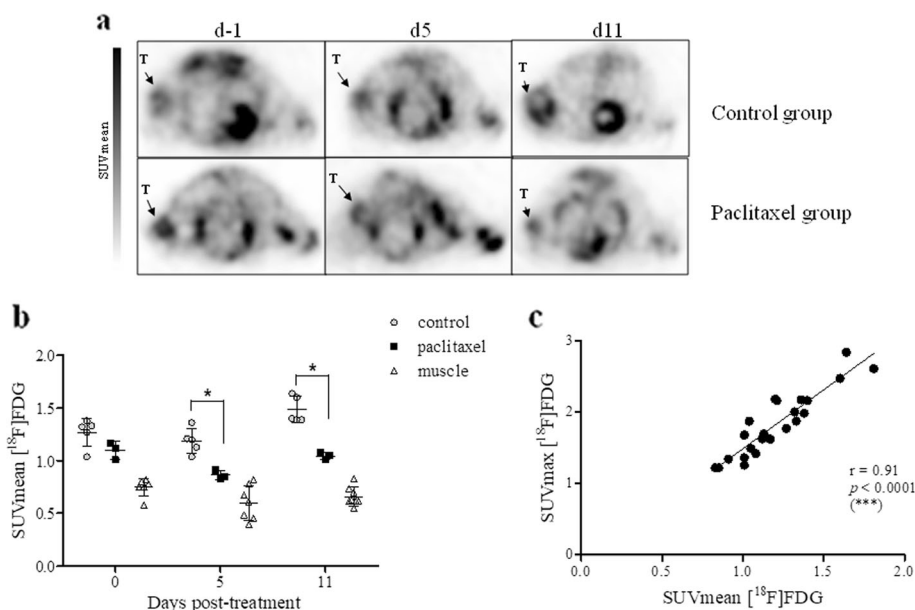 a
d-1 d5 d11
T T T
SUVmean
Control group
T T T
Paclitaxel group
b
control
paclitaxel
muscle
SUVmean [¹⁸F]FDG
2.0
1.5
1.0
0.5
0.0
* *
0 5 11
Days post-treatment
c
SUVmax [¹⁸F]FDG
3
2
1
0
r = 0.91
p < 0.0001
(***)
0.0 0.5 1.0 1.5 2.0
SUVmean [¹⁸F]FDG